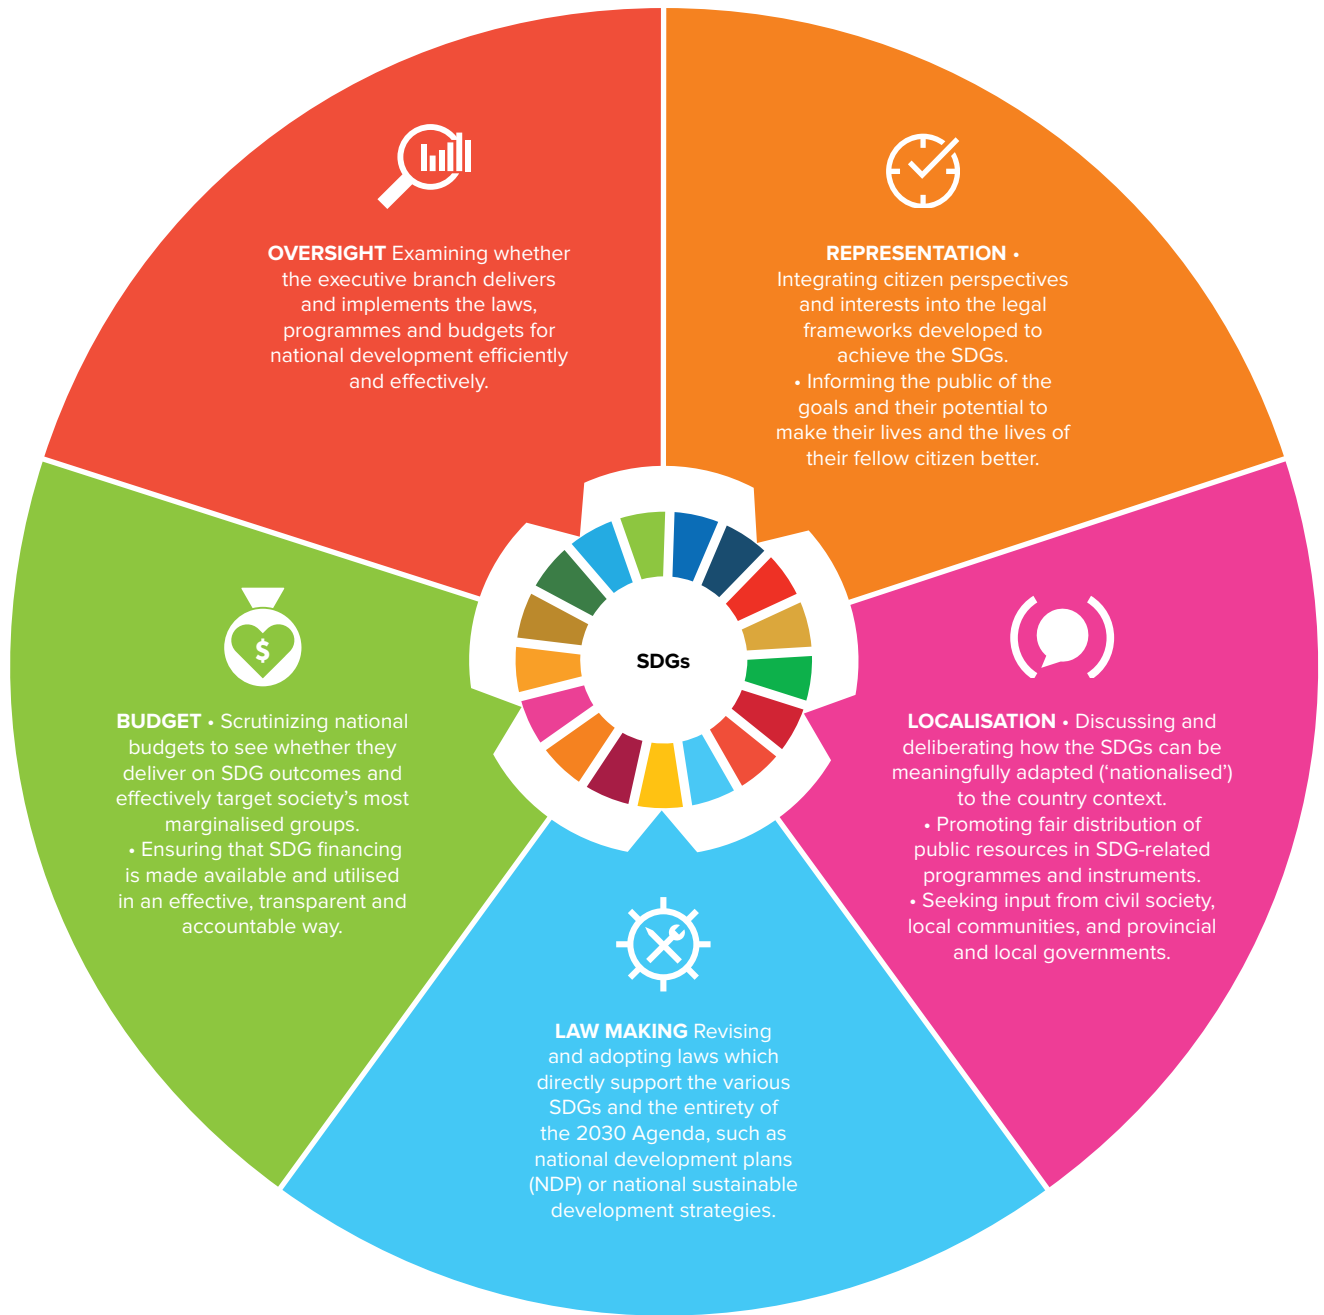 OVERSIGHT Examining whether
the executive branch delivers
and implements the laws,
programmes and budgets for
national development efficiently
and effectively.
REPRESENTATION •
Integrating citizen perspectives
and interests into the legal
frameworks developed to
achieve the SDGs.
• Informing the public of the
goals and their potential to
make their lives and the lives of
their fellow citizen better.
SDGs
$
BUDGET • Scrutinizing national
budgets to see whether they
deliver on SDG outcomes and
effectively target society’s most
marginalised groups.
• Ensuring that SDG financing
is made available and utilised
in an effective, transparent and
accountable way.
LOCALISATION • Discussing and
deliberating how the SDGs can be
meaningfully adapted (‘nationalised’)
to the country context.
• Promoting fair distribution of
public resources in SDG-related
programmes and instruments.
• Seeking input from civil society,
local communities, and provincial
and local governments.
LAW MAKING Revising
and adopting laws which
directly support the various
SDGs and the entirety of
the 2030 Agenda, such as
national development plans
(NDP) or national sustainable
development strategies.